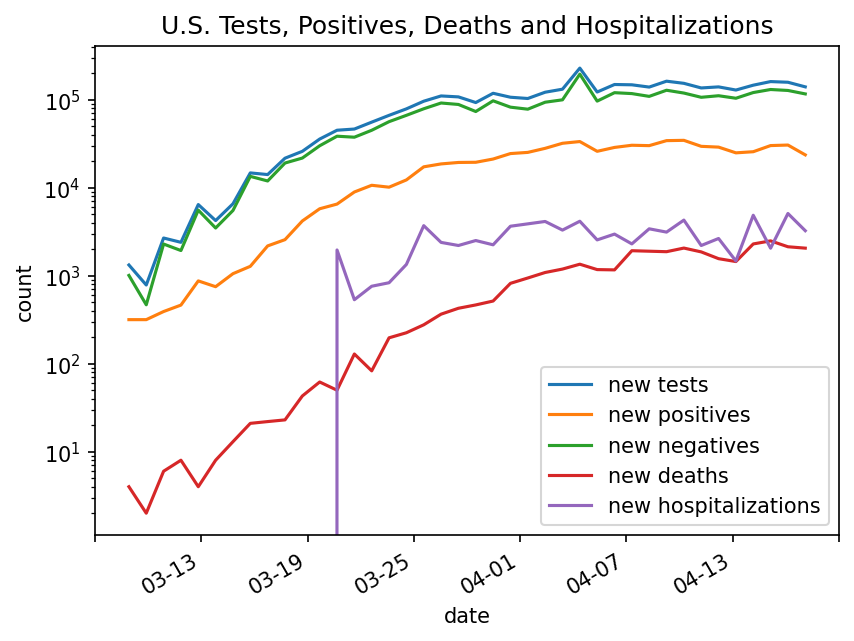 U.S. Tests, Positives, Deaths and Hospitalizations
10^5
10^4
10^3
10^2
10^1
count
new tests
new positives
new negatives
new deaths
new hospitalizations
03-13
03-19
03-25
04-01
04-07
04-13
date